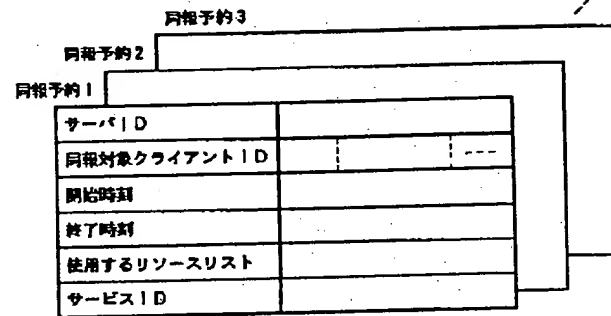 同報予約3
同報予約2
同報予約1
サーバID
同報対象クライアントID
開始時刻
終了時刻
使用するリソースリスト
サービスID